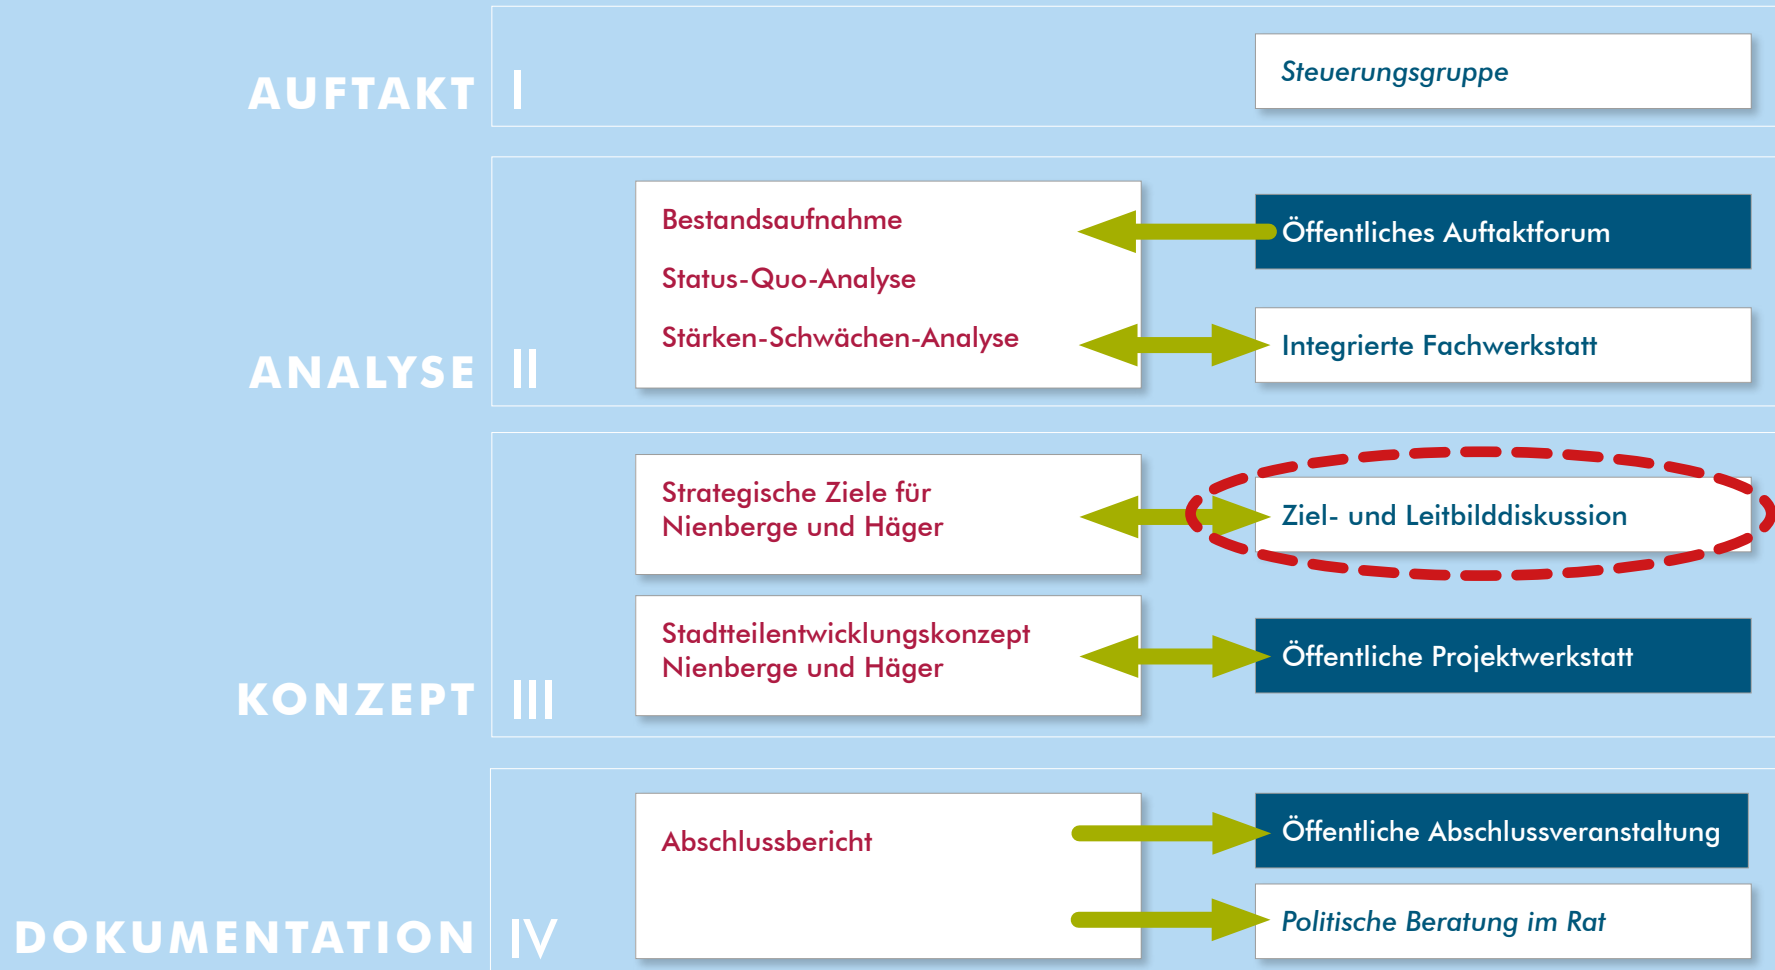 AUFTAKT I
Steuerungsgruppe
ANALYSE II
Bestandsaufnahme
Status-Quo-Analyse
Stärken-Schwächen-Analyse
Öffentliches Auftaktforum
Integrierte Fachwerkstatt
KONZEPT III
Strategische Ziele für
Nienberge und Häger
Ziel- und Leitbilddiskussion
Stadtteilentwicklungskonzept
Nienberge und Häger
Öffentliche Projektwerkstatt
DOKUMENTATION IV
Abschlussbericht
Öffentliche Abschlussveranstaltung
Politische Beratung im Rat